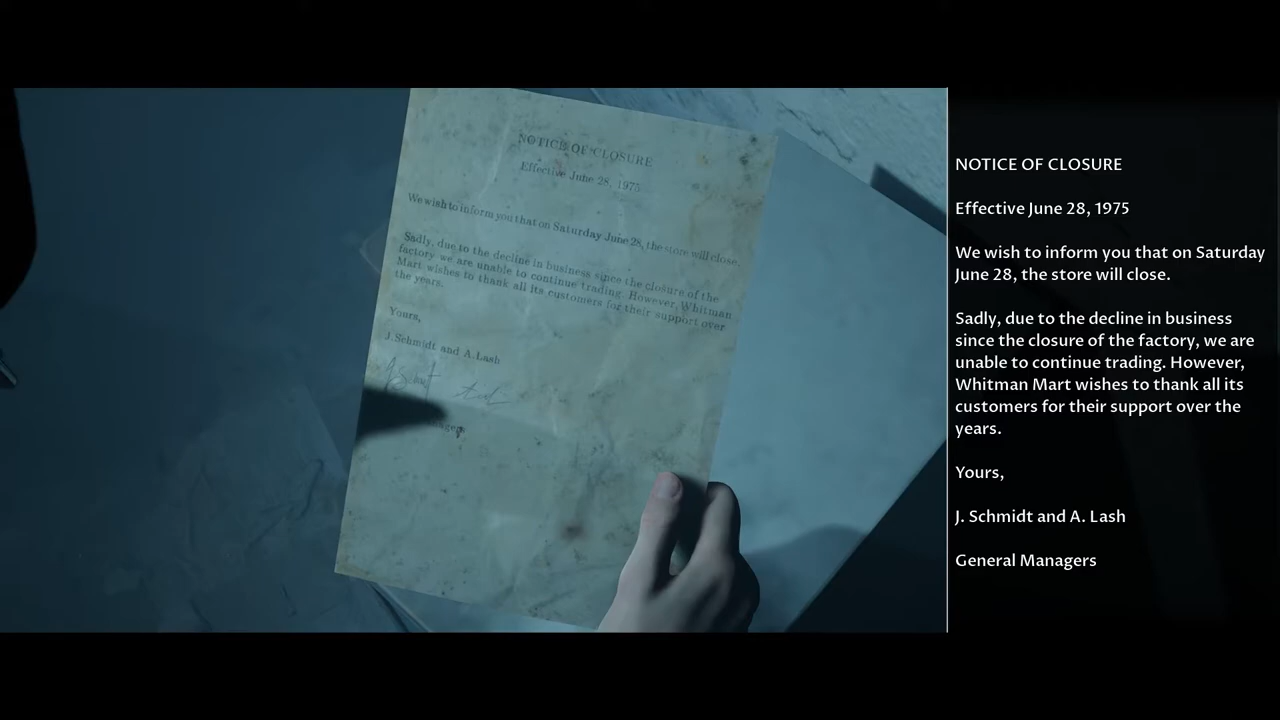 NOTICE OF CLOSURE
Effective June 28, 1975
We wish to inform you that on Saturday June 28, the store will close.
Sadly, due to the decline in business since the closure of the
factory we are unable to continue trading. However, Whitman
Mart wishes to thank all its customers for their support over
the years.
Yours,
J.Schmidt and A.Lash
NOTICE OF CLOSURE
Effective June 28, 1975
We wish to inform you that on Saturday
June 28, the store will close.
Sadly, due to the decline in business
since the closure of the factory, we are
unable to continue trading. However,
Whitman Mart wishes to thank all its
customers for their support over the
years.
Yours,
J. Schmidt and A. Lash
General Managers